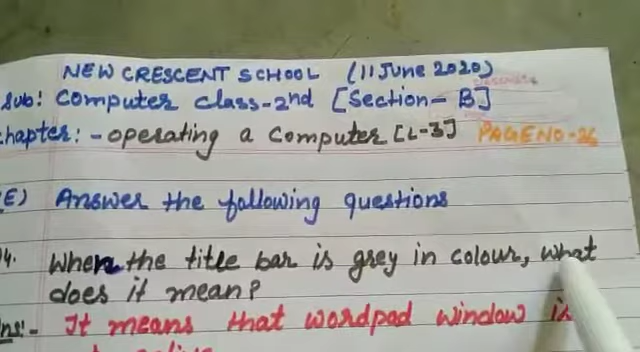 NEW CRESCENT SCHOOL (11 June 2020)
Sub: Computer Class-2nd [Section-B]
hapter:-operating a Computer [L-3] PAGENO-26
E) Answer the following questions
4. When the title bar is grey in colour, what
does it mean?
ns:- It means that wordpad window is